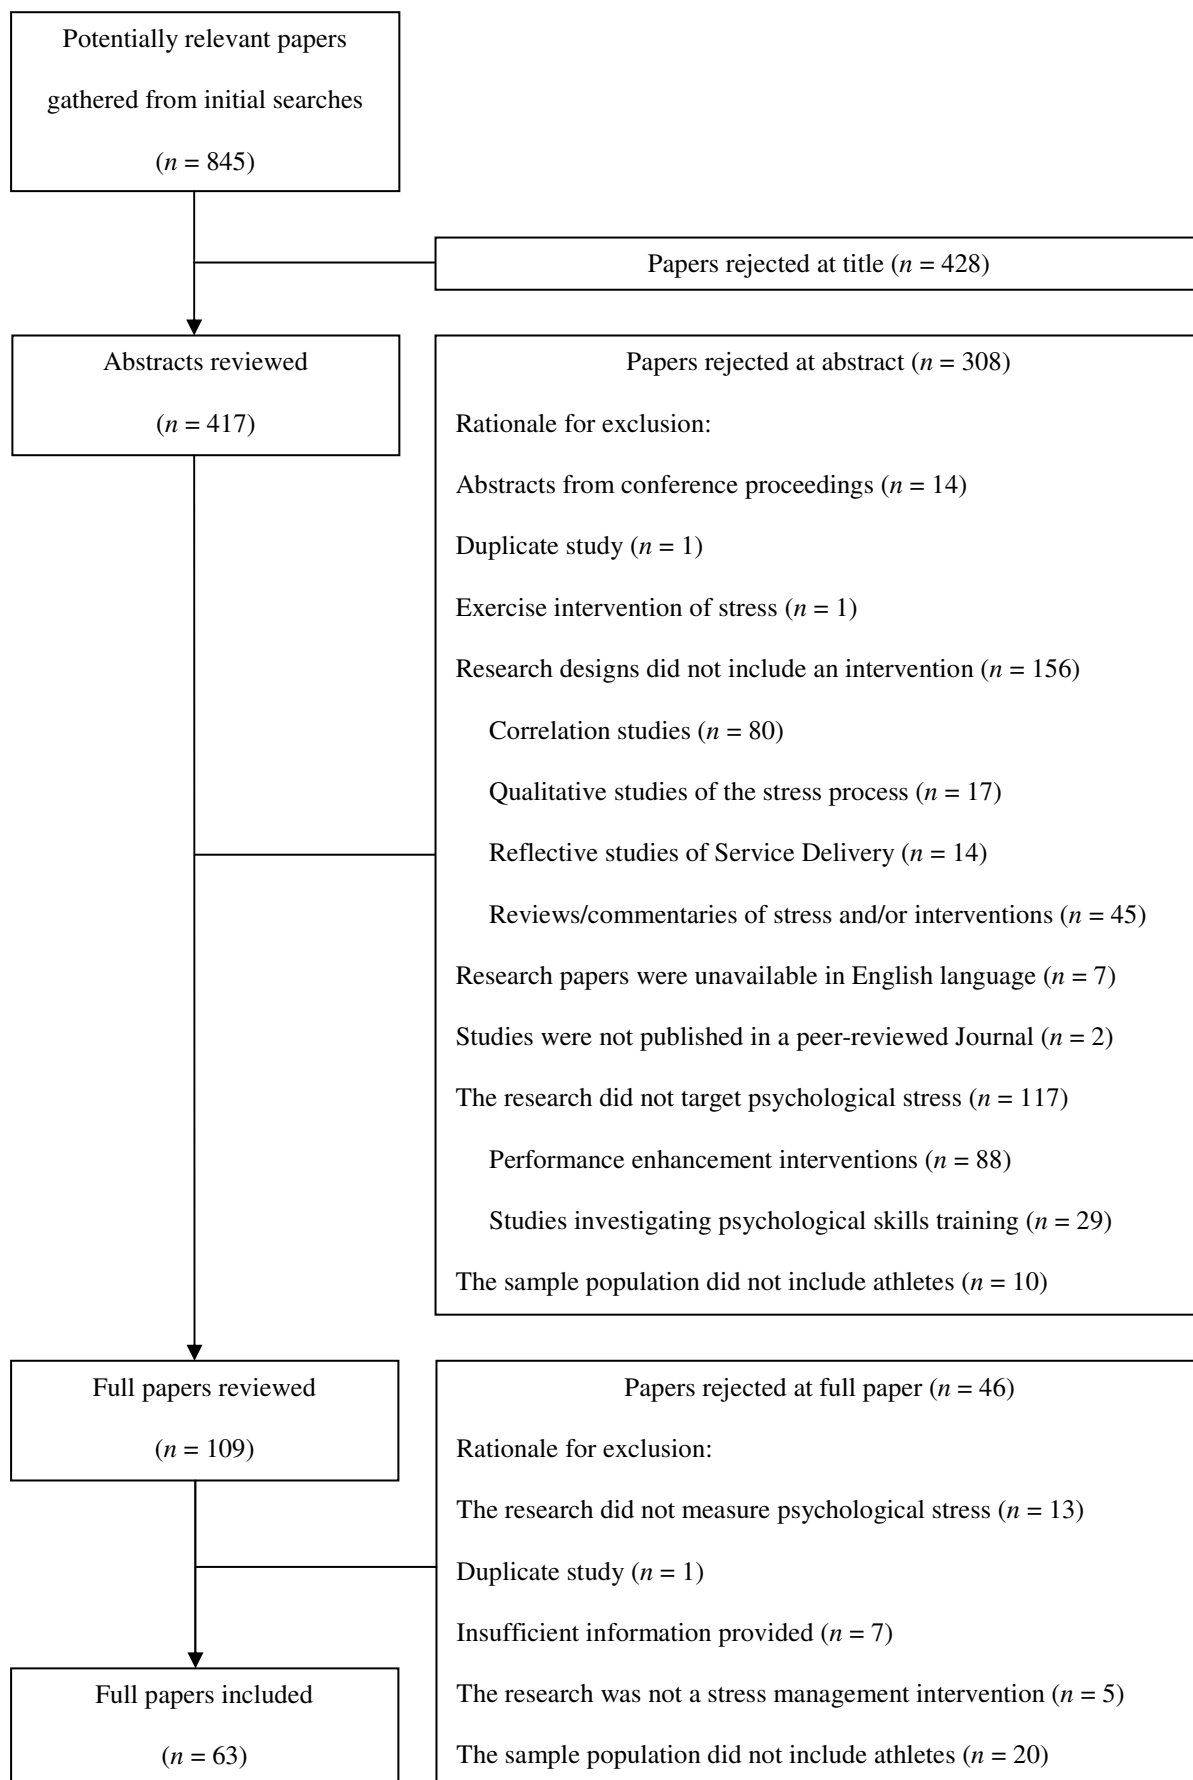 Potentially relevant papers
gathered from initial searches
(n = 845)
Papers rejected at title (n = 428)
Abstracts reviewed
(n = 417)
Papers rejected at abstract (n = 308)
Rationale for exclusion:
Abstracts from conference proceedings (n = 14)
Duplicate study (n = 1)
Exercise intervention of stress (n = 1)
Research designs did not include an intervention (n = 156)
Correlation studies (n = 80)
Qualitative studies of the stress process (n = 17)
Reflective studies of Service Delivery (n = 14)
Reviews/commentaries of stress and/or interventions (n = 45)
Research papers were unavailable in English language (n = 7)
Studies were not published in a peer-reviewed Journal (n = 2)
The research did not target psychological stress (n = 117)
Performance enhancement interventions (n = 88)
Studies investigating psychological skills training (n = 29)
The sample population did not include athletes (n = 10)
Full papers reviewed
(n = 109)
Papers rejected at full paper (n = 46)
Rationale for exclusion:
The research did not measure psychological stress (n = 13)
Duplicate study (n = 1)
Insufficient information provided (n = 7)
The research was not a stress management intervention (n = 5)
The sample population did not include athletes (n = 20)
Full papers included
(n = 63)